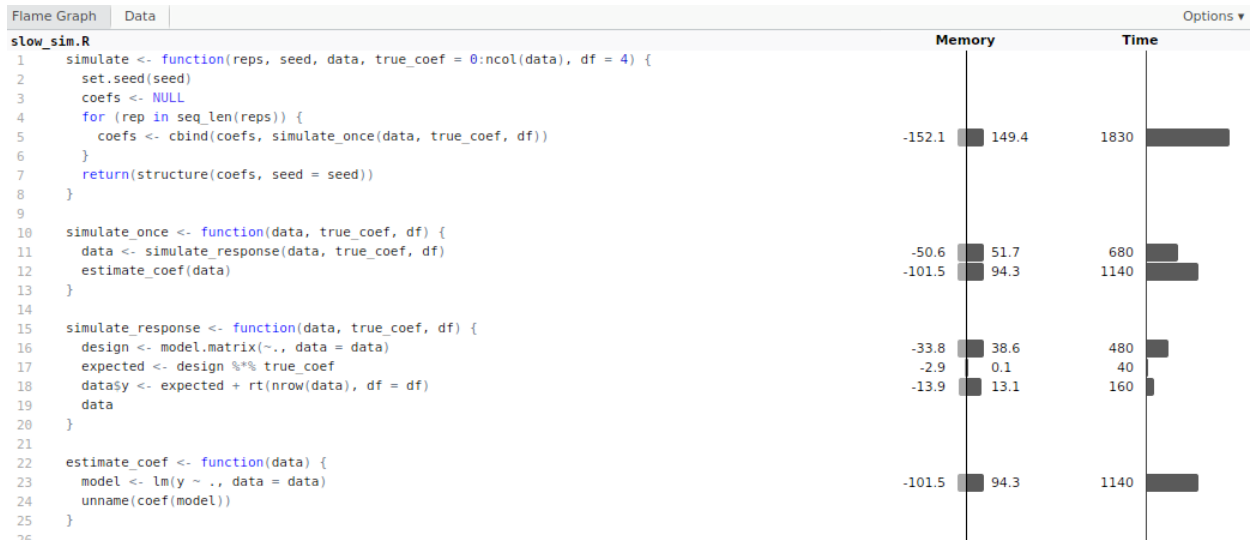 Flame Graph Data Options ▾
slow_sim.R Memory Time
1 simulate <- function(reps, seed, data, true_coef = 0:ncol(data), df = 4) {
2 set.seed(seed)
3 coefs <- NULL
4 for (rep in seq_len(reps)) {
5 coefs <- cbind(coefs, simulate_once(data, true_coef, df)) -152.1 149.4 1830
6 }
7 return(structure(coefs, seed = seed))
8 }
9
10 simulate_once <- function(data, true_coef, df) {
11 data <- simulate_response(data, true_coef, df) -50.6 51.7 680
12 estimate_coef(data) -101.5 94.3 1140
13 }
14
15 simulate_response <- function(data, true_coef, df) {
16 design <- model.matrix(~., data = data) -33.8 38.6 480
17 expected <- design %*% true_coef -2.9 0.1 40
18 data$y <- expected + rt(nrow(data), df = df) -13.9 13.1 160
19 data
20 }
21
22 estimate_coef <- function(data) {
23 model <- lm(y ~ ., data = data) -101.5 94.3 1140
24 unname(coef(model))
25 }
26